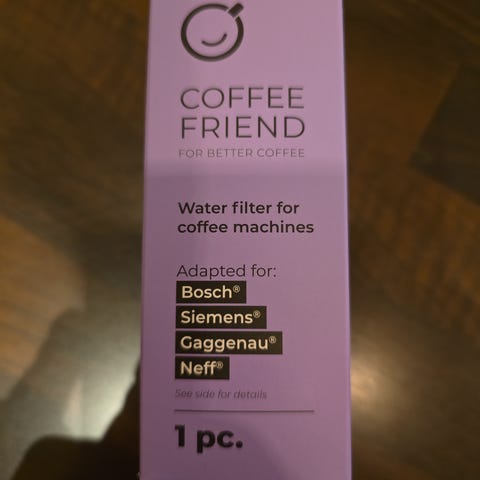 COFFEE
FRIEND
FOR BETTER COFFEE
Water filter for
coffee machines
Adapted for:
Bosch®
Siemens®
Gaggenau®
Neff®
See side for details
1 pc.